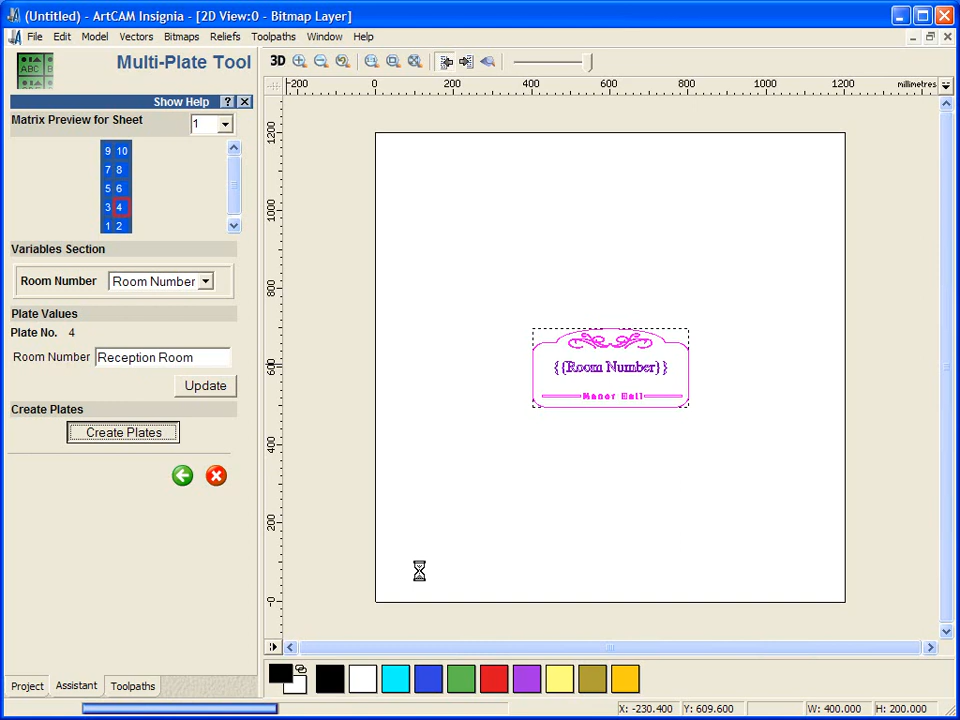 (Untitled) - ArtCAM Insignia - [2D View:0 - Bitmap Layer]
File Edit Model Vectors Bitmaps Reliefs Toolpaths Window Help
Multi-Plate Tool
3D
ABC
Show Help ?
-200 0 200 400 600 800 1000 1200 millimetres
Matrix Preview for Sheet 1
9 10
7 8
5 6
3 4
1 2
Variables Section
Room Number Room Number
Plate Values
Plate No. 4
Room Number Reception Room
Update
Create Plates
Create Plates
1200
1000
800
600
400
200
-0
{{Room Number}}
Manor Hall
Project Assistant Toolpaths
X: -230.400 Y: 609.600 W: 400.000 H: 200.000